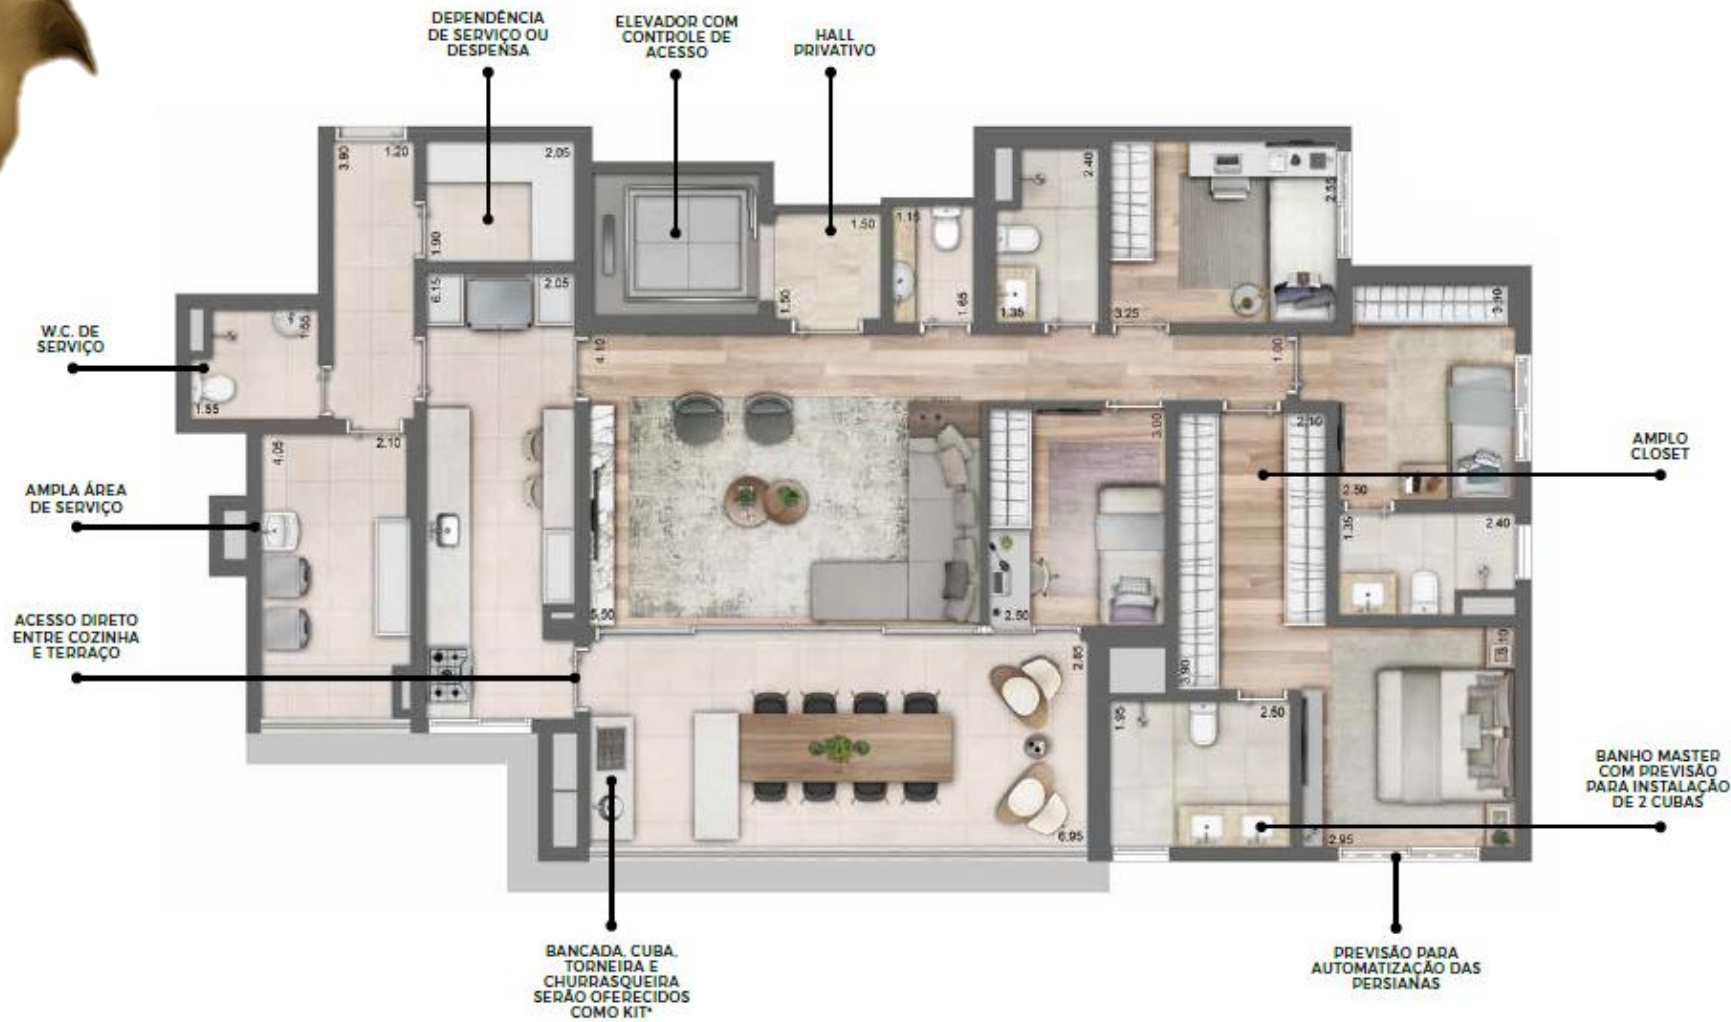 DEPENDÊNCIA
DE SERVIÇO OU
DESPENSA
ELEVADOR COM
CONTROLE DE
ACESSO
HALL
PRIVATIVO
3.90
1.20
2.05
1.90
6.15
2.05
1.50
1.50
1.15
1.65
2.40
1.35
2.55
3.25
3.90
W.C. DE
SERVIÇO
1.55
1.55
4.10
1.00
4.05
2.10
3.00
2.10
AMPLO
CLOSET
AMPLA ÁREA
DE SERVIÇO
2.50
1.35
2.40
ACESSO DIRETO
ENTRE COZINHA
E TERRAÇO
5.50
2.50
2.85
3.90
3.10
1.95
2.50
BANHO MASTER
COM PREVISÃO
PARA INSTALAÇÃO
DE 2 CUBAS
6.95
2.95
BANCADA, CUBA,
TORNEIRA E
CHURRASQUEIRA
SERÃO OFERECIDOS
COMO KIT*
PREVISÃO PARA
AUTOMATIZAÇÃO DAS
PERSIANAS